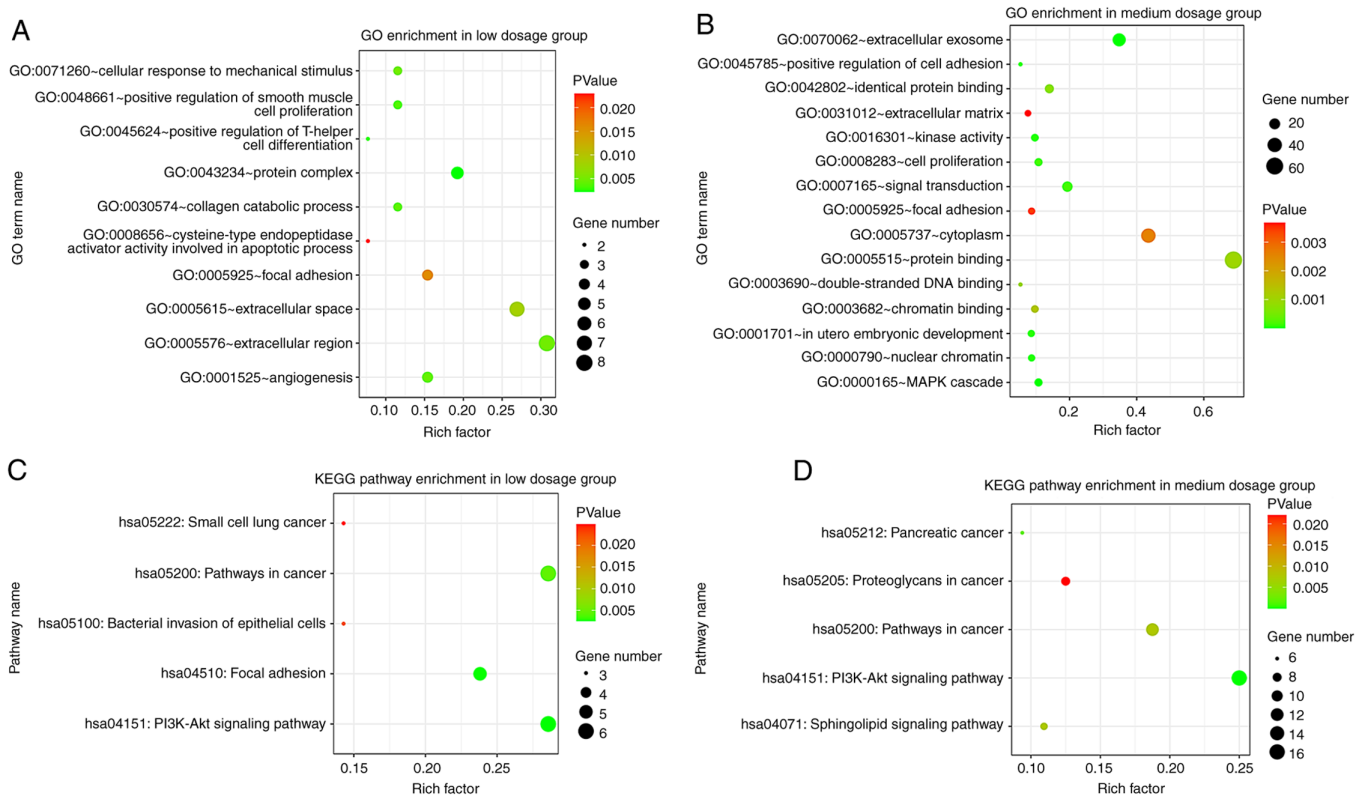 A
GO enrichment in low dosage group
GO:0071260~cellular response to mechanical stimulus
GO:0048661~positive regulation of smooth muscle
cell proliferation
GO:0045624~positive regulation of T-helper
cell differentiation
GO:0043234~protein complex
GO:0030574~collagen catabolic process
GO:0008656~cysteine-type endopeptidase
activator activity involved in apoptotic process
GO:0005925~focal adhesion
GO:0005615~extracellular space
GO:0005576~extracellular region
GO:0001525~angiogenesis
GO term name
0.10 0.15 0.20 0.25 0.30
Rich factor
PValue
0.020
0.015
0.010
0.005
Gene number
2
3
4
5
6
7
8
B
GO enrichment in medium dosage group
GO:0070062~extracellular exosome
GO:0045785~positive regulation of cell adhesion
GO:0042802~identical protein binding
GO:0031012~extracellular matrix
GO:0016301~kinase activity
GO:0008283~cell proliferation
GO:0007165~signal transduction
GO:0005925~focal adhesion
GO:0005737~cytoplasm
GO:0005515~protein binding
GO:0003690~double-stranded DNA binding
GO:0003682~chromatin binding
GO:0001701~in utero embryonic development
GO:0000790~nuclear chromatin
GO:0000165~MAPK cascade
GO term name
0.2 0.4 0.6
Rich factor
Gene number
20
40
60
PValue
0.003
0.002
0.001
C
KEGG pathway enrichment in low dosage group
hsa05222: Small cell lung cancer
hsa05200: Pathways in cancer
hsa05100: Bacterial invasion of epithelial cells
hsa04510: Focal adhesion
hsa04151: PI3K-Akt signaling pathway
Pathway name
0.15 0.20 0.25
Rich factor
PValue
0.020
0.015
0.010
0.005
Gene number
3
4
5
6
D
KEGG pathway enrichment in medium dosage group
hsa05212: Pancreatic cancer
hsa05205: Proteoglycans in cancer
hsa05200: Pathways in cancer
hsa04151: PI3K-Akt signaling pathway
hsa04071: Sphingolipid signaling pathway
Pathway name
0.10 0.15 0.20 0.25
Rich factor
PValue
0.020
0.015
0.010
0.005
Gene number
6
8
10
12
14
16